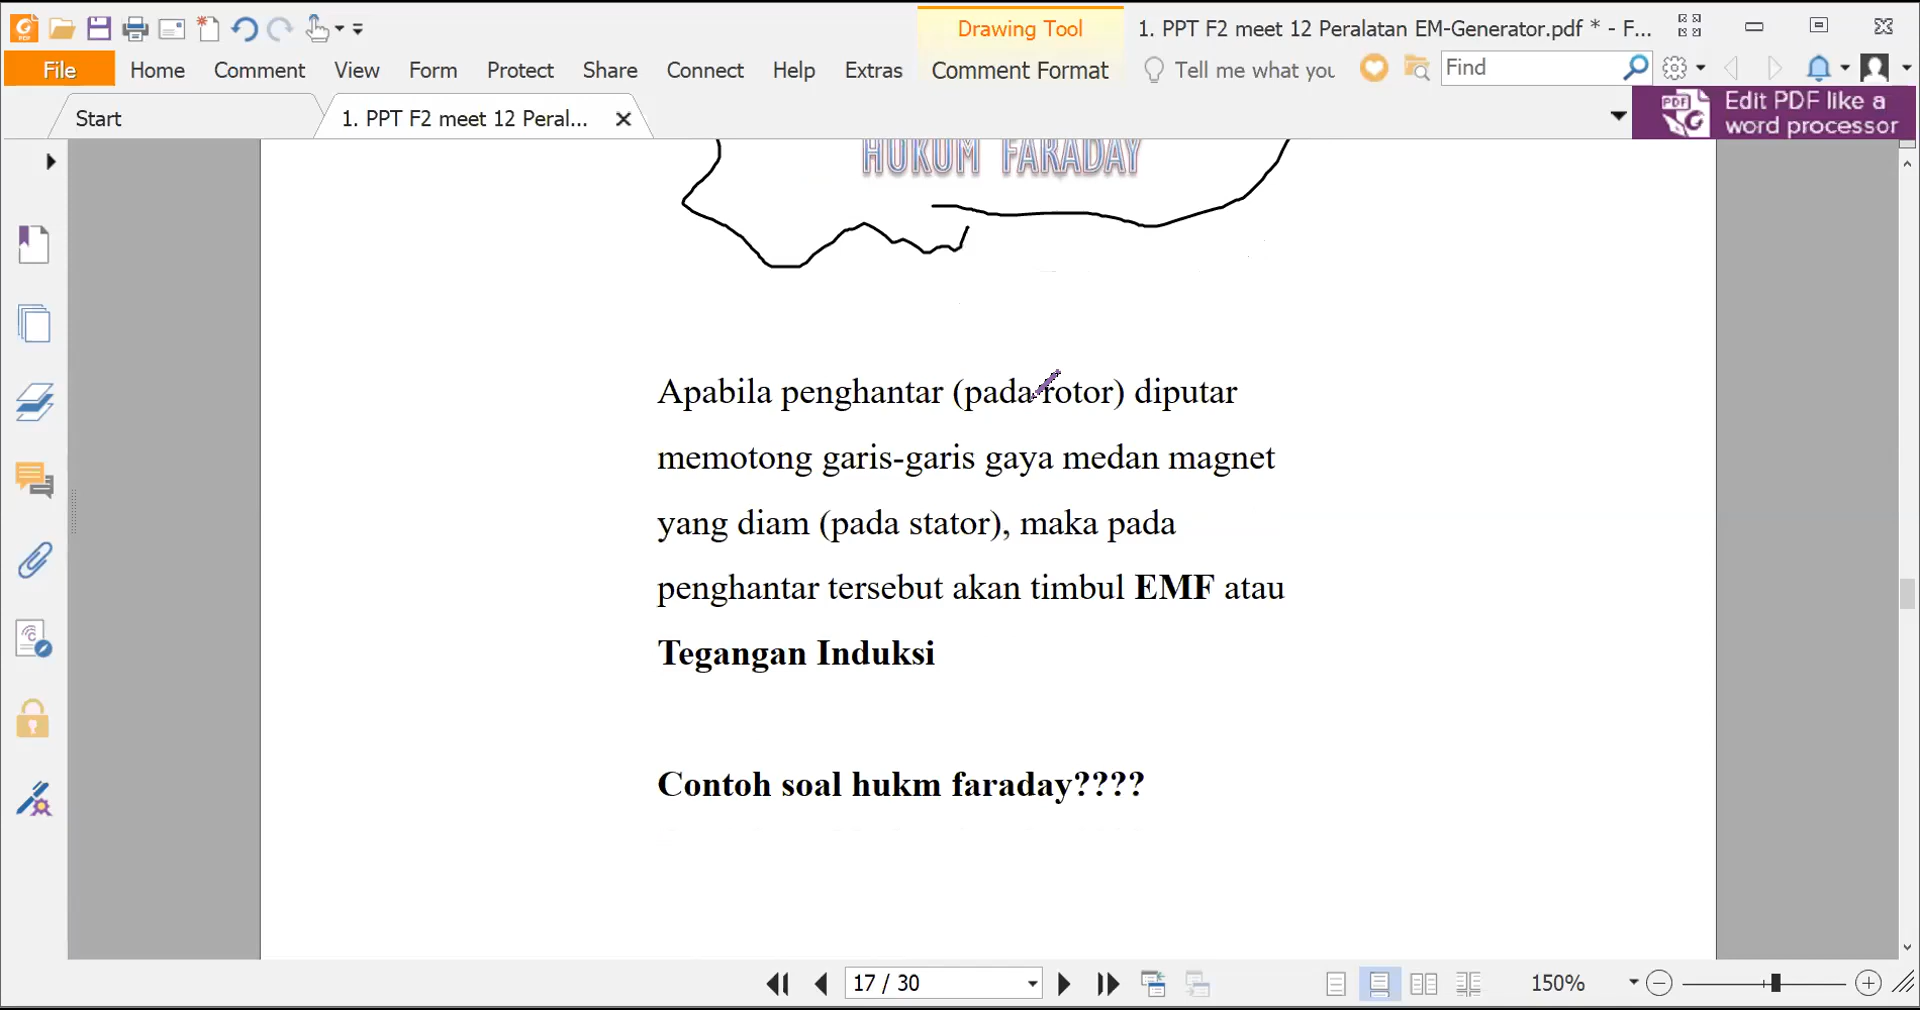 Drawing Tool
1. PPT F2 meet 12 Peralatan EM-Generator.pdf * - F...
File Home Comment View Form Protect Share Connect Help Extras Comment Format Tell me what you Find
Start
1. PPT F2 meet 12 Peral...
Edit PDF like a
word processor
HUKUM FARADAY
Apabila penghantar (pada rotor) diputar
memotong garis-garis gaya medan magnet
yang diam (pada stator), maka pada
penghantar tersebut akan timbul EMF atau
Tegangan Induksi
Contoh soal hukm faraday????
17 / 30
150%